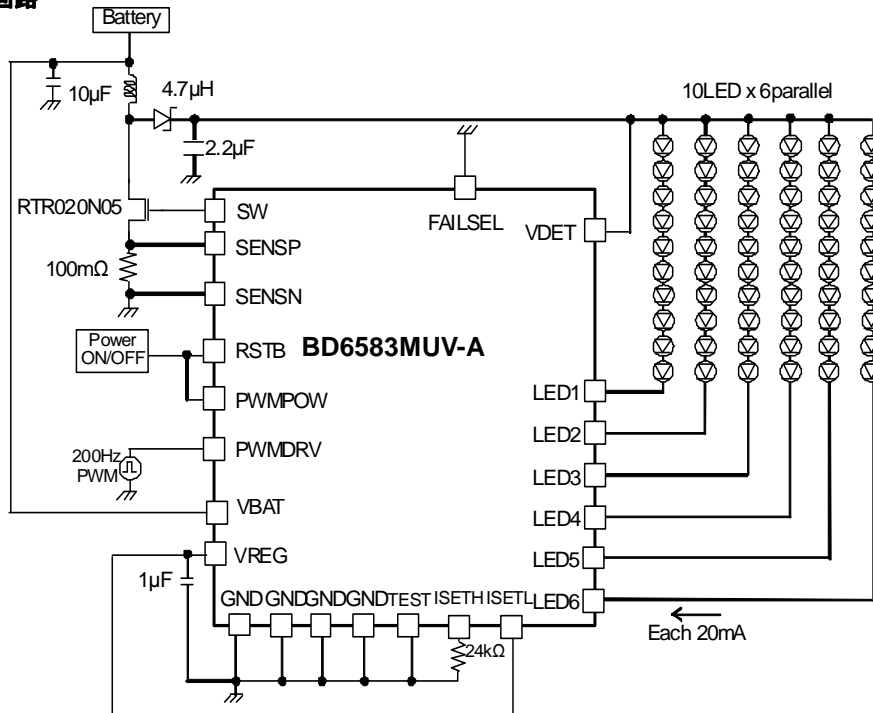 Battery
10µF
4.7µH
2.2µF
10LED x 6parallel
RTR020N05
SW
FAILSEL
VDET
SENSP
100mΩ
SENSN
Power
ON/OFF
RSTB
BD6583MUV-A
PWMPOW
LED1
LED2
200Hz
PWM
PWMDRV
LED3
VBAT
LED4
VREG
LED5
1µF
GND GND GND GND TEST ISETH ISETL
LED6
24kΩ
Each 20mA